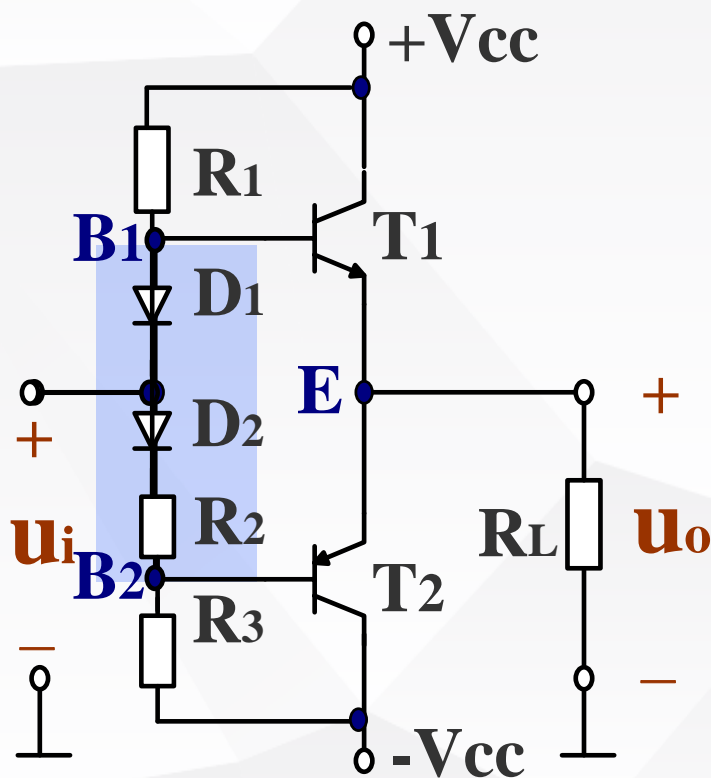 +Vcc
R1
B1
T1
D1
E
+
+
D2
ui
R2
RL
uo
B2
T2
R3
−
−
-Vcc